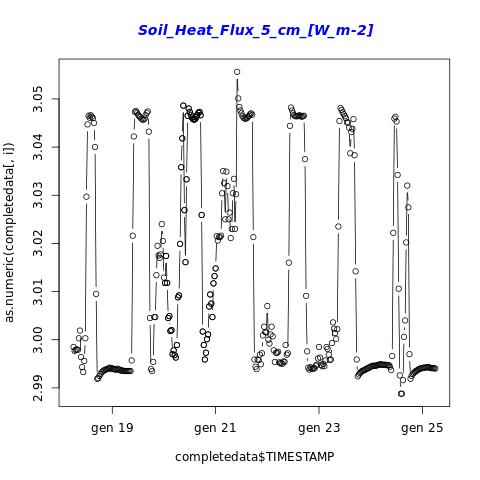 Soil_Heat_Flux_5_cm_[W_m-2]
as.numeric(completedata[, i])
3.05
3.04
3.03
3.02
3.01
3.00
2.99
gen 19
gen 21
gen 23
gen 25
completedata$TIMESTAMP